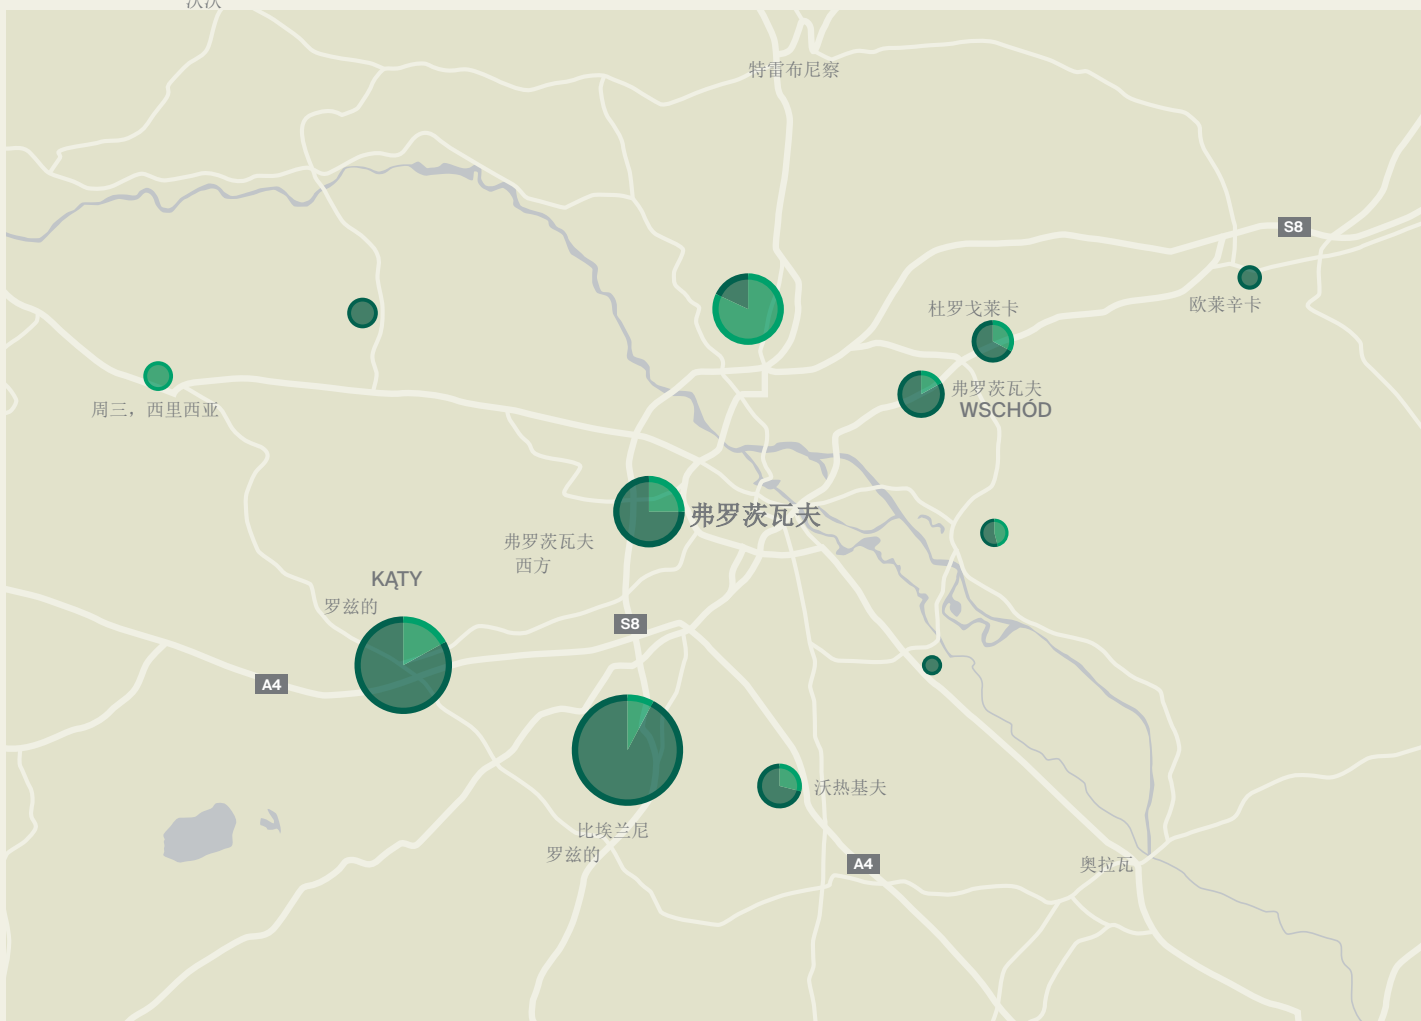 沃沃
特雷布尼察
S8
欧莱辛卡
杜罗戈莱卡
弗罗茨瓦夫
WSCHÓD
周三，西里西亚
弗罗茨瓦夫
弗罗茨瓦夫
西方
KĄTY
罗兹的
S8
A4
沃热基夫
比埃兰尼
罗兹的
A4
奥拉瓦